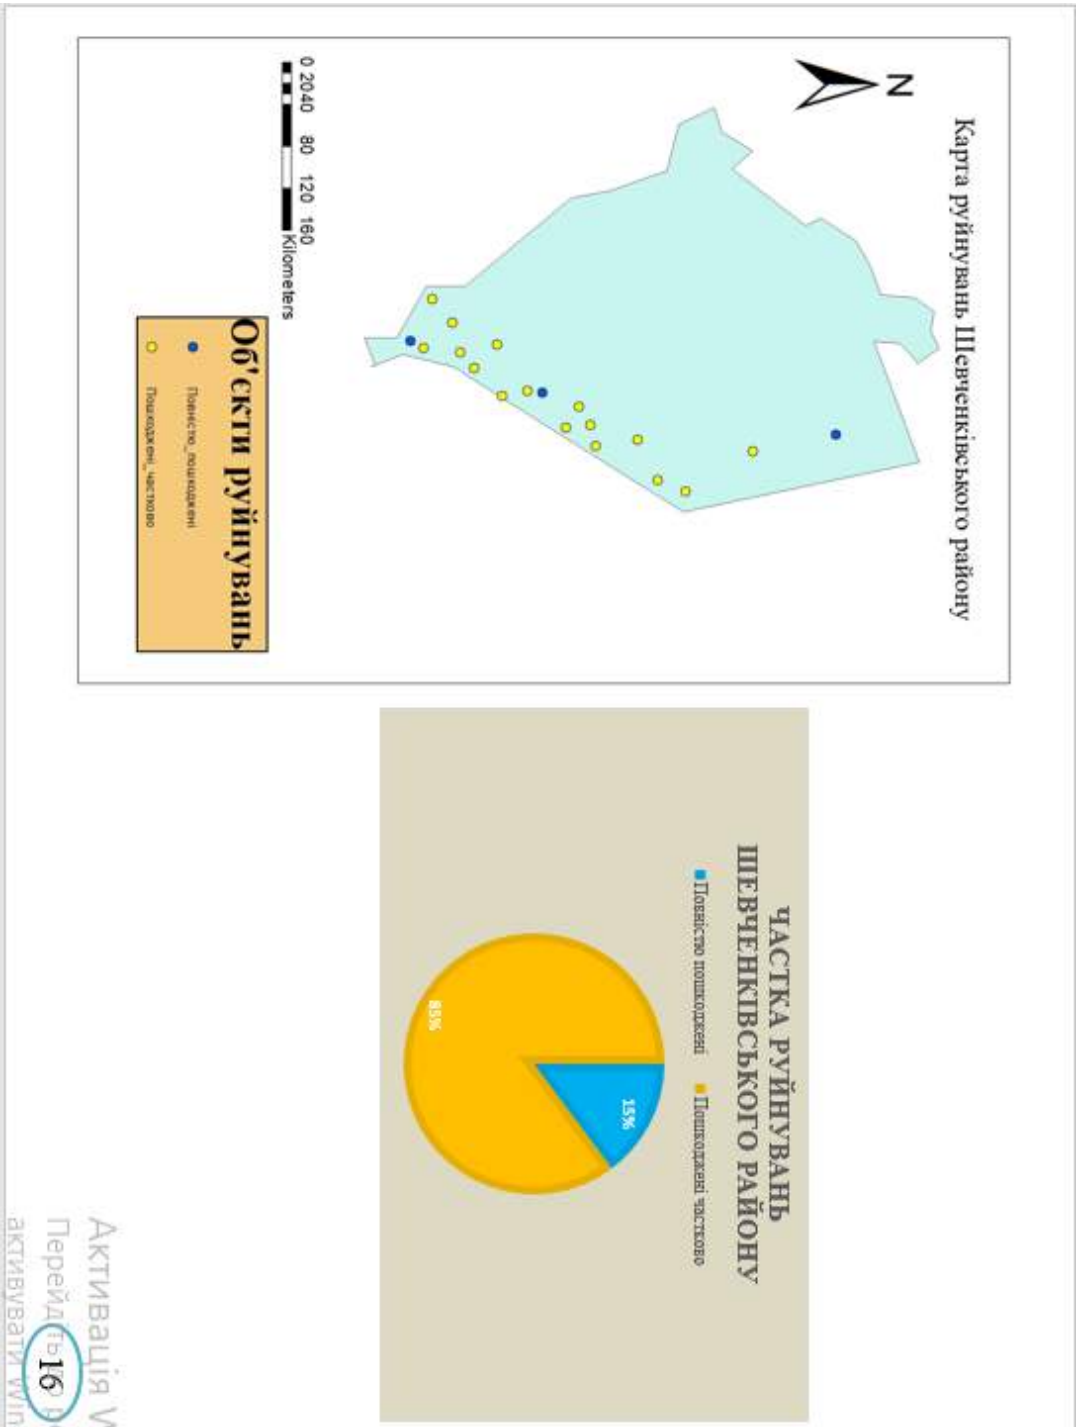 Карта руйнувань Шевченківського району
N
0 20 40 80 120 160
Kilometers
Об'єкти руйнувань
Повністю_пошкоджені
Пошкоджені_частково
ЧАСТКА РУЙНУВАНЬ
ШЕВЧЕНКІВСЬКОГО РАЙОНУ
Повністю пошкоджені Пошкоджені частково
15%
85%
Активація W
Перейдіть
активувати Win
16